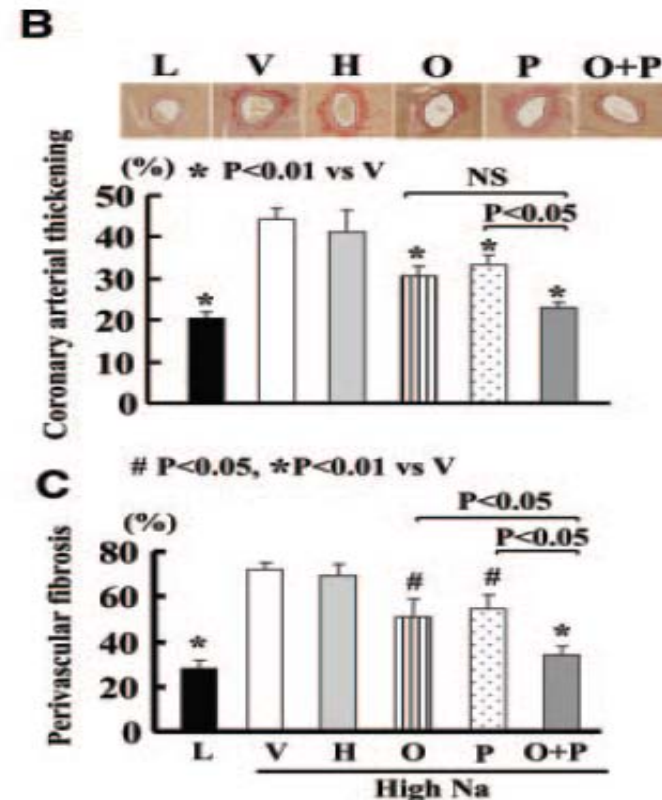 B
L V H O P O+P
(%) * P<0.01 vs V
NS
P<0.05
Coronary arterial thickening
50
40
30
20
10
0
* * * *
C
# P<0.05, *P<0.01 vs V
(%)
P<0.05
P<0.05
Perivascular fibrosis
80
60
40
20
0
* # # *
L V H O P O+P
High Na